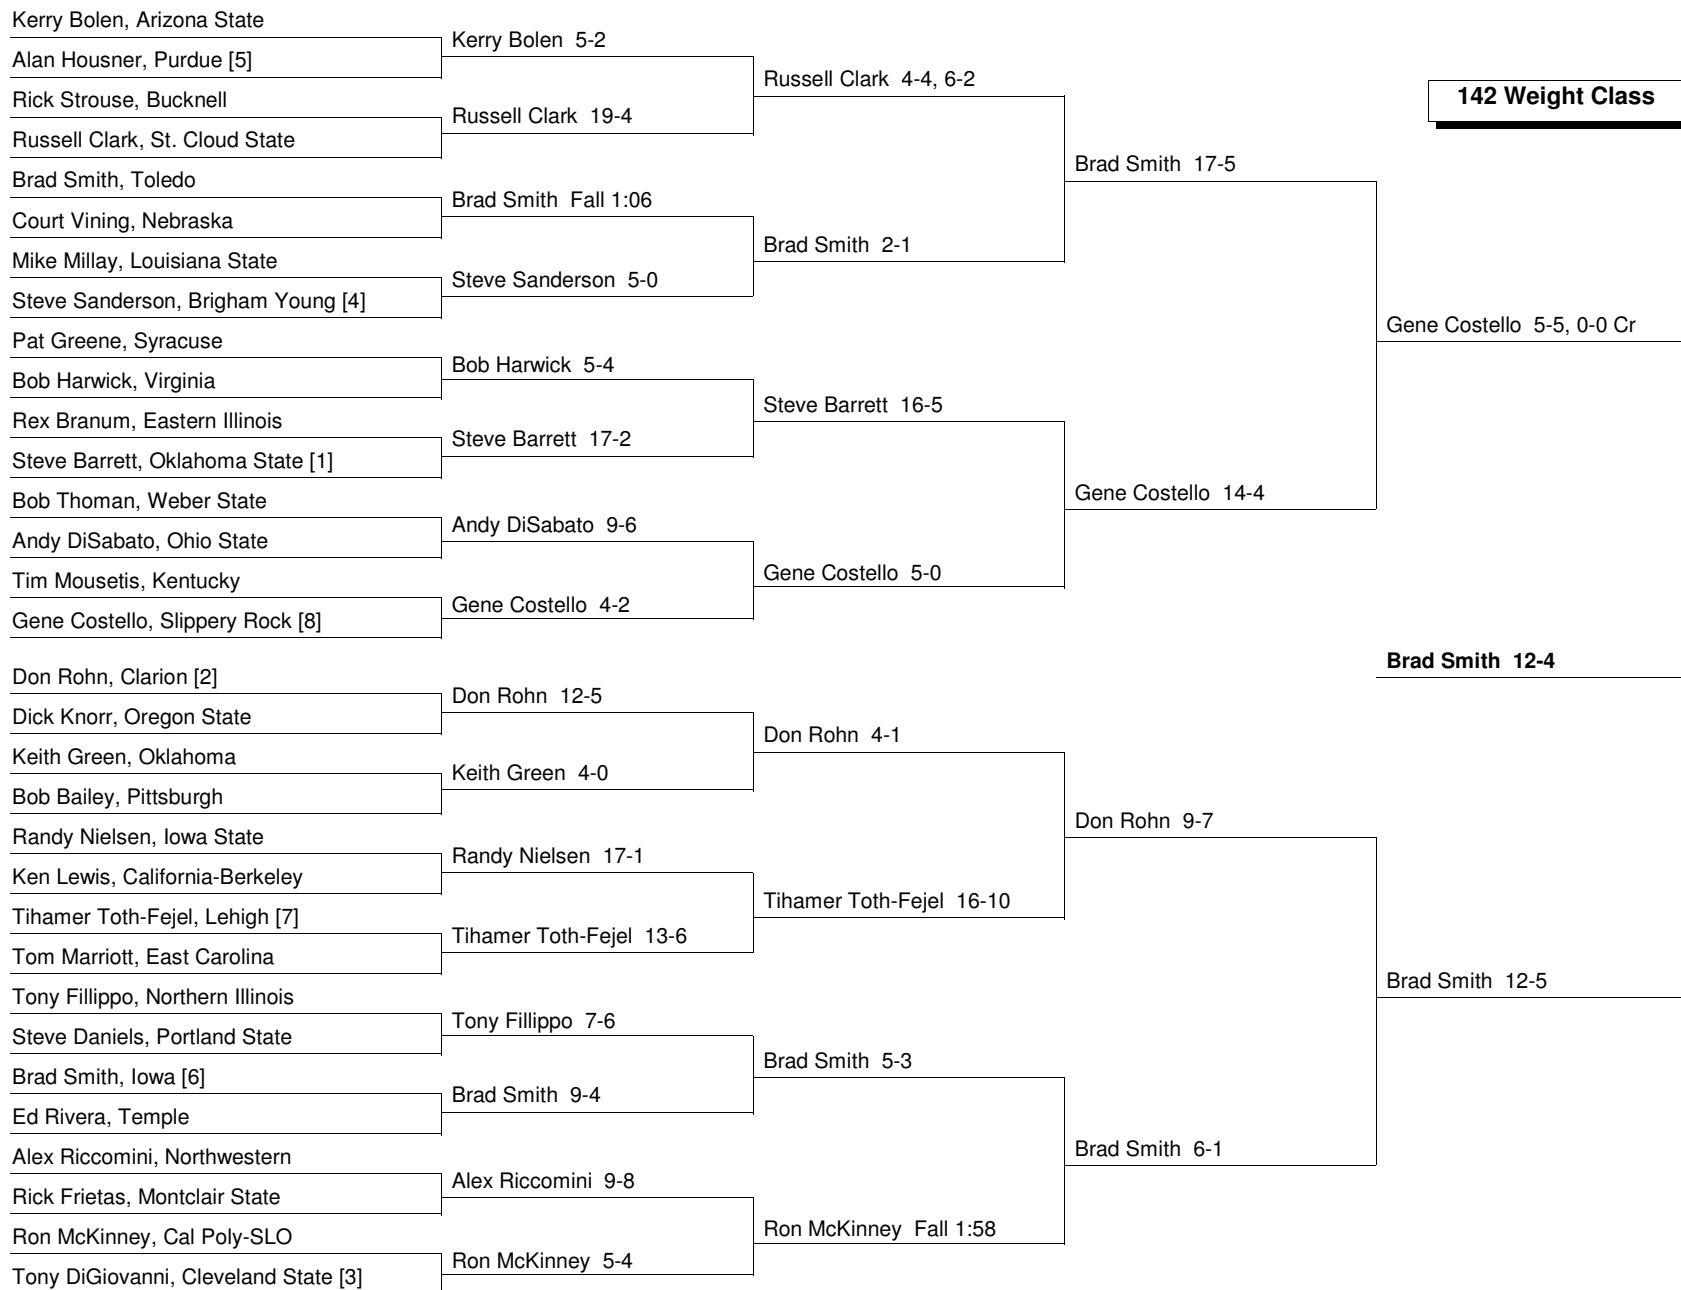 Kerry Bolen, Arizona State
Alan Housner, Purdue [5]
Rick Strouse, Bucknell
Russell Clark, St. Cloud State
Brad Smith, Toledo
Court Vining, Nebraska
Mike Millay, Louisiana State
Steve Sanderson, Brigham Young [4]
Pat Greene, Syracuse
Bob Harwick, Virginia
Rex Branum, Eastern Illinois
Steve Barrett, Oklahoma State [1]
Bob Thoman, Weber State
Andy DiSabato, Ohio State
Tim Mousetis, Kentucky
Gene Costello, Slippery Rock [8]
Don Rohn, Clarion [2]
Dick Knorr, Oregon State
Keith Green, Oklahoma
Bob Bailey, Pittsburgh
Randy Nielsen, Iowa State
Ken Lewis, California-Berkeley
Tihamer Toth-Fejel, Lehigh [7]
Tom Marriott, East Carolina
Tony Fillippo, Northern Illinois
Steve Daniels, Portland State
Brad Smith, Iowa [6]
Ed Rivera, Temple
Alex Riccomini, Northwestern
Rick Frietas, Montclair State
Ron McKinney, Cal Poly-SLO
Tony DiGiovanni, Cleveland State [3]
Kerry Bolen 5-2
Russell Clark 19-4
Brad Smith Fall 1:06
Steve Sanderson 5-0
Bob Harwick 5-4
Steve Barrett 17-2
Andy DiSabato 9-6
Gene Costello 4-2
Don Rohn 12-5
Keith Green 4-0
Randy Nielsen 17-1
Tihamer Toth-Fejel 13-6
Tony Fillippo 7-6
Brad Smith 9-4
Alex Riccomini 9-8
Ron McKinney 5-4
Russell Clark 4-4, 6-2
Brad Smith 2-1
Steve Barrett 16-5
Gene Costello 5-0
Don Rohn 4-1
Tihamer Toth-Fejel 16-10
Brad Smith 5-3
Ron McKinney Fall 1:58
Brad Smith 17-5
Gene Costello 14-4
Don Rohn 9-7
Brad Smith 6-1
142 Weight Class
Gene Costello 5-5, 0-0 Cr
Brad Smith 12-4
Brad Smith 12-5